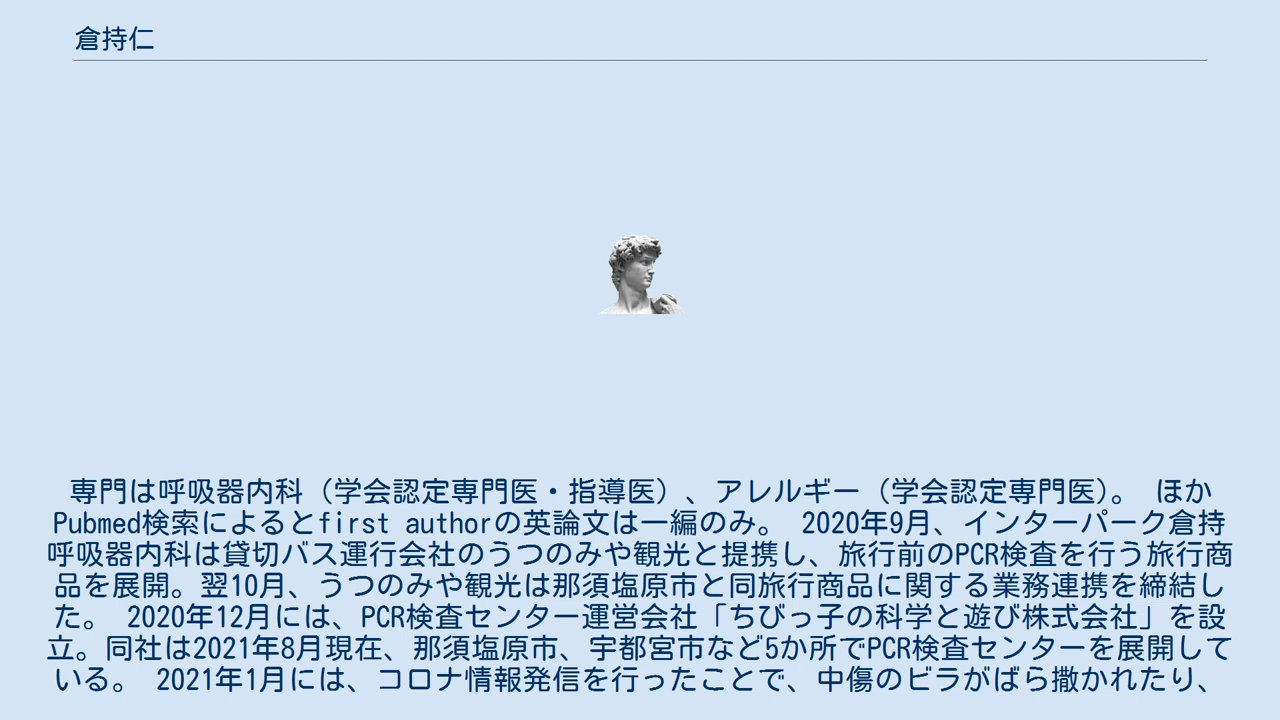 倉持仁
専門は呼吸器内科（学会認定専門医・指導医）、アレルギー（学会認定専門医)。 ほか
Pubmed検索によるとfirst authorの英論文は一編のみ。 2020年9月、インターパーク倉持
呼吸器内科は貸切バス運行会社のうつのみや観光と提携し、旅行前のPCR検査を行う旅行商
品を展開。翌10月、うつのみや観光は那須塩原市と同旅行商品に関する業務連携を締結し
た。 2020年12月には、PCR検査センター運営会社「ちびっ子の科学と遊び株式会社」を設
立。同社は2021年8月現在、那須塩原市、宇都宮市など5か所でPCR検査センターを展開して
いる。 2021年1月には、コロナ情報発信を行ったことで、中傷のビラがばら撒かれたり、